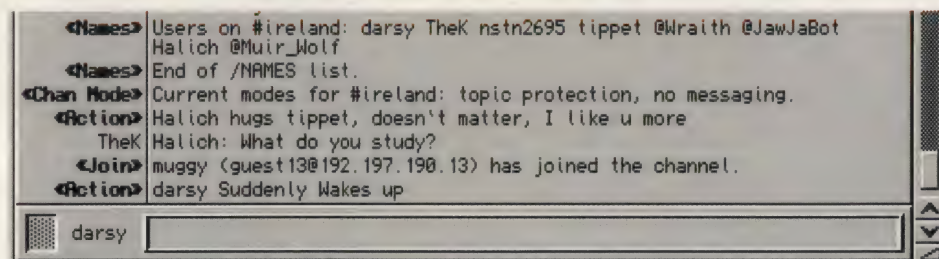 <Names> Users on #ireland: darsy TheK nstn2695 tippet @Wraith @JawJaBot
Halich @Muir_Wolf
<Names> End of /NAMES list.
<Chan Mode> Current modes for #ireland: topic protection, no messaging.
<Action> Halich hugs tippet, doesn't matter, I like u more
TheK Halich: What do you study?
<Join> muggy (guest13@192.197.190.13) has joined the channel.
<Action> darsy Suddenly Wakes up
darsy